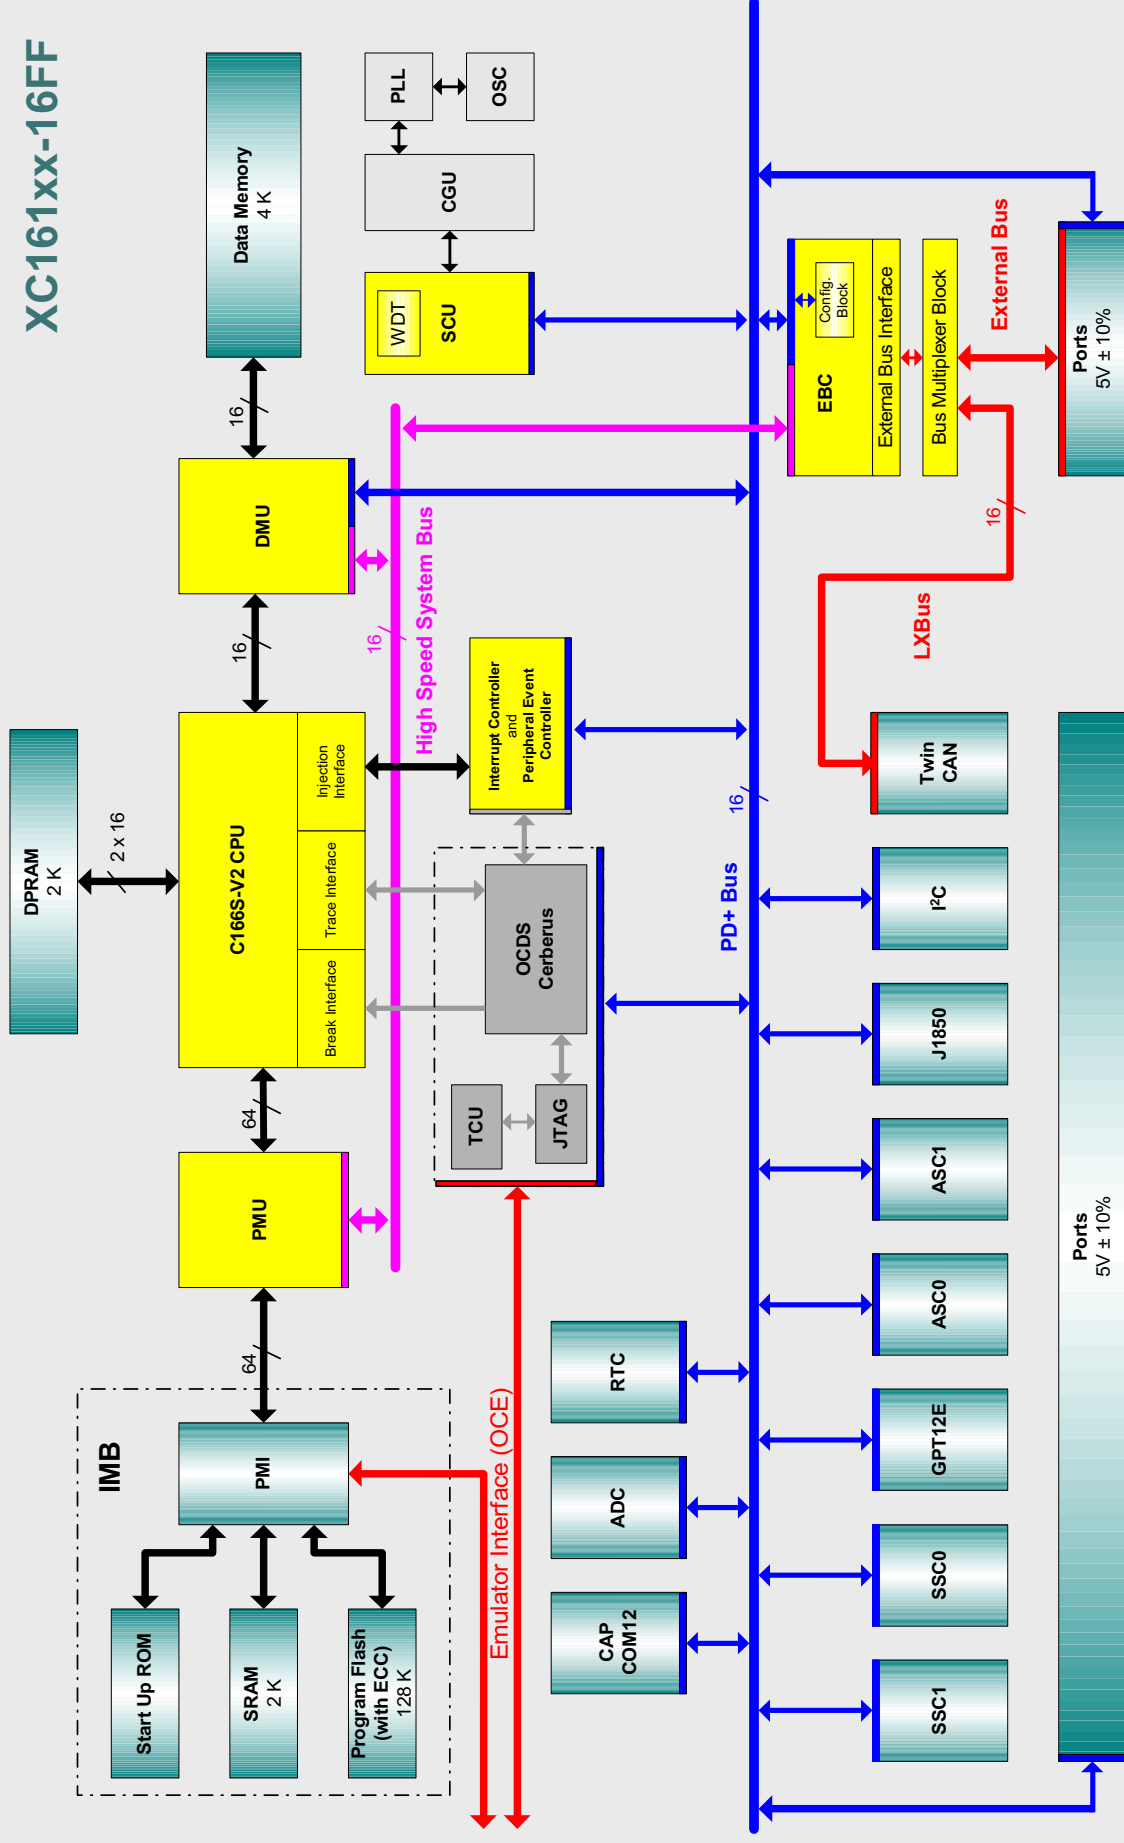 XC161xx-16FF
DPRAM
2 K
2 x 16
IMB
Start Up ROM
SRAM
2 K
Program Flash
(with ECC)
128 K
PMI
64
PMU
64
C166S-V2 CPU
Break Interface
Trace Interface
Injection
Interface
16
DMU
16
Data Memory
4 K
16
High Speed System Bus
Emulator Interface (OCE)
TCU
JTAG
OCDS
Cerberus
Interrupt Controller
and
Peripheral Event
Controller
WDT
SCU
CGU
PLL
OSC
CAP
COM12
ADC
RTC
PD+ Bus
16
EBC
Config.
Block
External Bus Interface
Bus Multiplexer Block
SSC1
SSC0
GPT12E
ASC0
ASC1
J1850
I²C
Twin
CAN
LXBus
16
External Bus
Ports
5V ± 10%
Ports
5V ± 10%